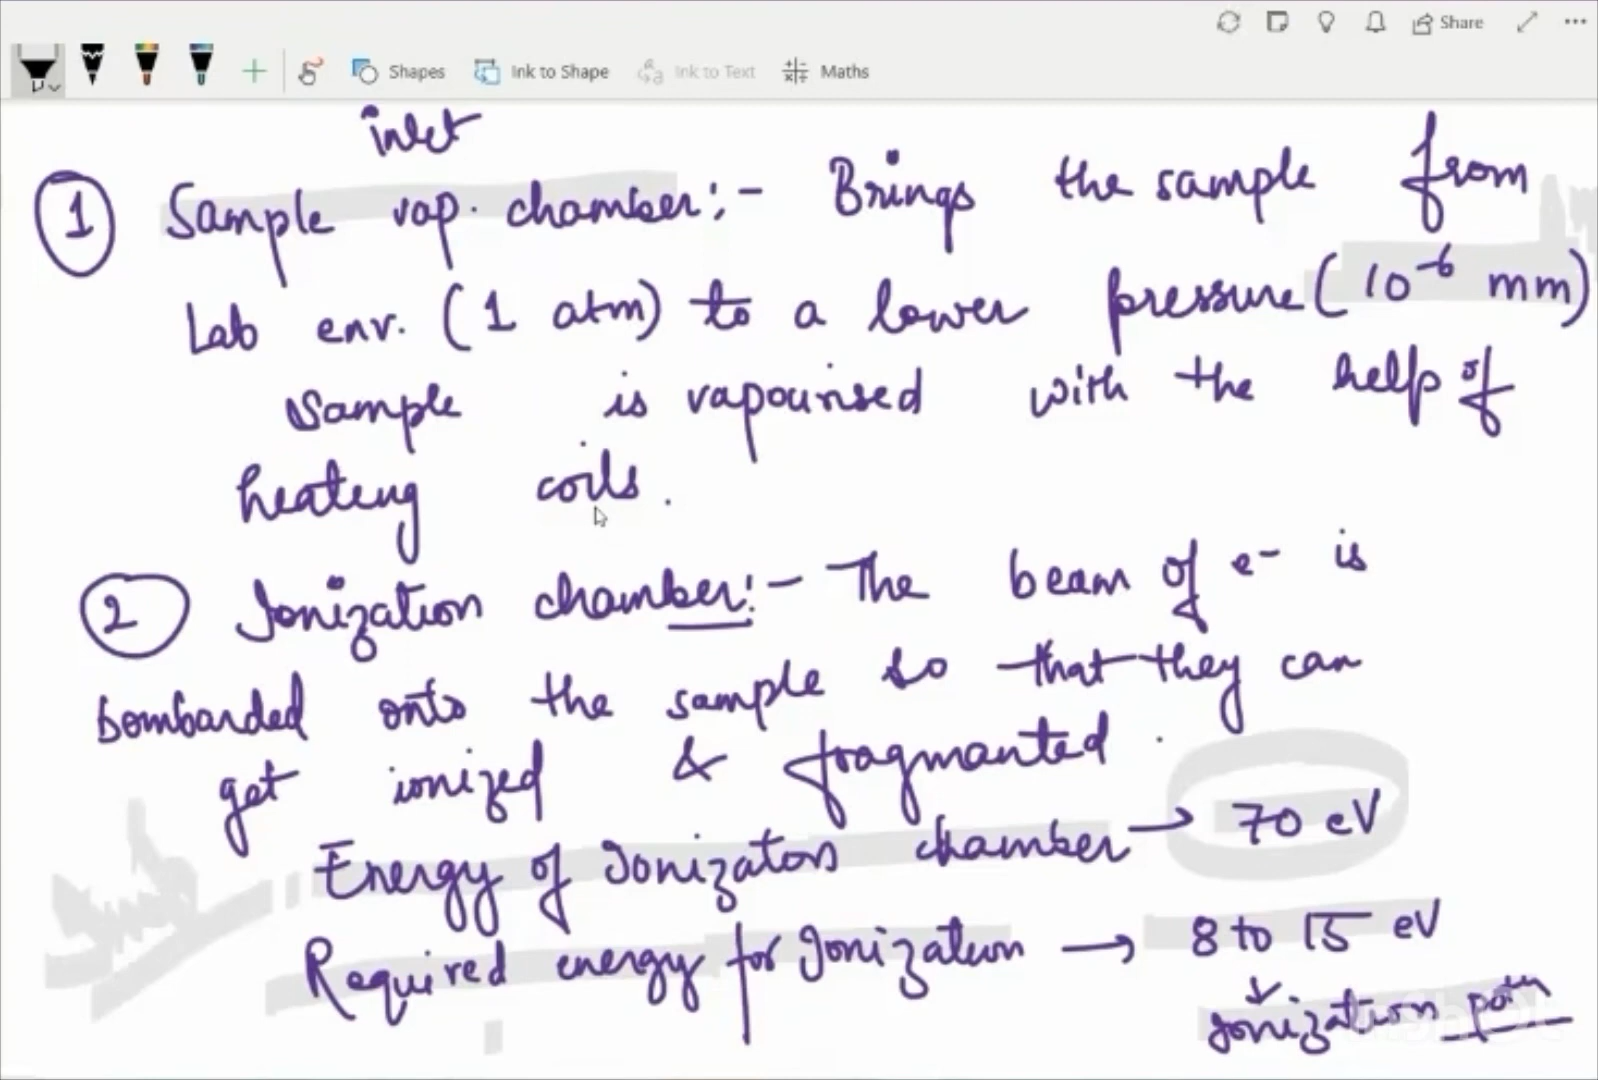 Share
Shapes Ink to Shape Ink to Text Maths
inlet
1 Sample vap. chamber:- Brings the sample from
Lab env. (1 atm) to a lower pressure (10⁻⁶ mm)
Sample is vapourised with the help of
heating coils.
2 Ionization chamber:- The beam of e⁻ is
bombarded onto the sample so that they can
get ionized & fragmanted.
Energy of Ionization chamber → 70 eV
Required energy for Ionization → 8 to 15 eV
↓
Ionization